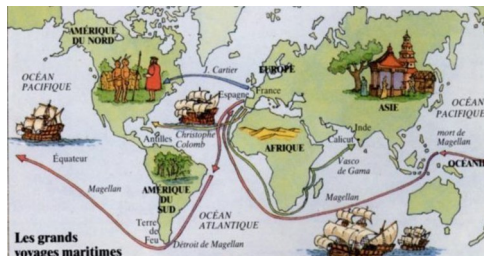 AMÉRIQUE
DU NORD
OCÉAN
PACIFIQUE
J. Cartier
EUROPE
France
Espagne
ASIE
OCÉAN
PACIFIQUE
Antilles
Christophe
Colomb
AFRIQUE
Inde
Calicut
mort de
Magellan
Équateur
Vasco
de Gama
OCÉANIE
Magellan
AMÉRIQUE
DU
SUD
Magellan
OCÉAN
ATLANTIQUE
Terre
de
Feu
Détroit de Magellan
Les grands
voyages maritimes